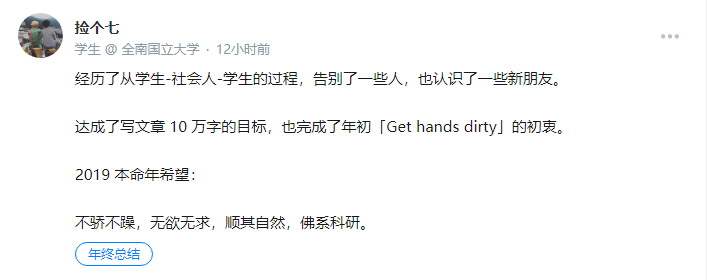 捡个七
学生 @ 全南国立大学 · 12小时前
经历了从学生-社会人-学生的过程，告别了一些人，也认识了一些新朋友。
达成了写文章 10 万字的目标，也完成了年初「Get hands dirty」的初衷。
2019 本命年希望：
不骄不躁，无欲无求，顺其自然，佛系科研。
年终总结